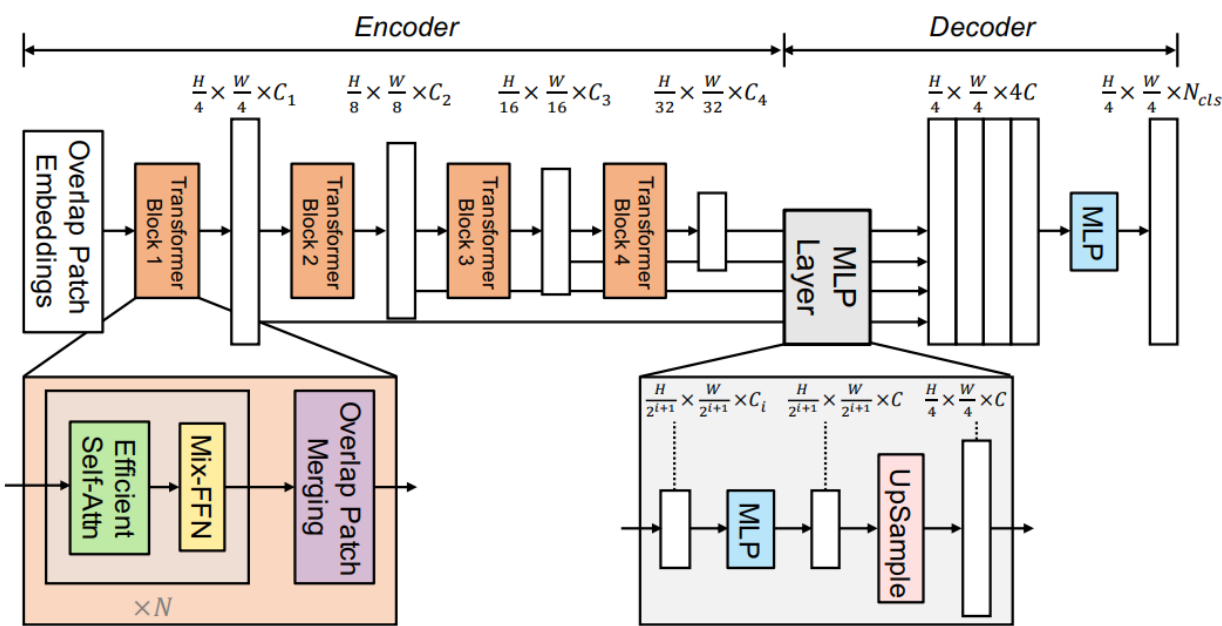 Encoder
Decoder
H/4 × W/4 × C₁
H/8 × W/8 × C₂
H/16 × W/16 × C₃
H/32 × W/32 × C₄
H/4 × W/4 × 4C
H/4 × W/4 × N_cls
Overlap Patch
Embeddings
Transformer
Block 1
Transformer
Block 2
Transformer
Block 3
Transformer
Block 4
MLP
Layer
MLP
Efficient
Self-Attn
Mix-FFN
Overlap Patch
Merging
×N
H/2^{i+1} × W/2^{i+1} × C_i
H/2^{i+1} × W/2^{i+1} × C
H/4 × W/4 × C
MLP
UpSample